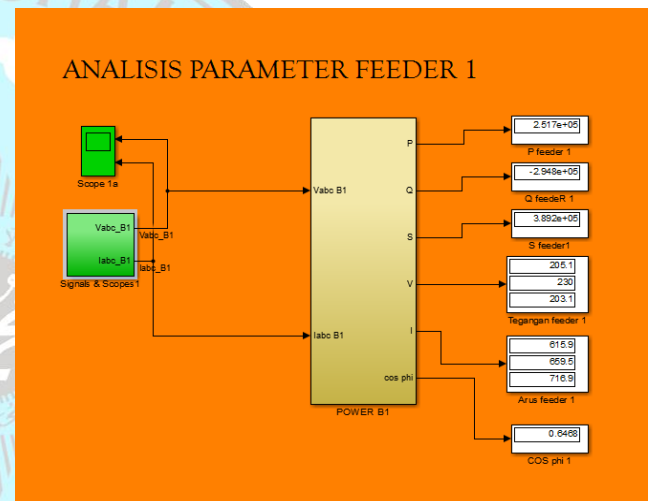 ANALISIS PARAMETER FEEDER 1
Scope 1a
Vabc_B1
Iabc_B1
Vabc_B1
Iabc_B1
Signals & Scopes1
Vabc B1
Iabc B1
P
Q
S
V
I
cos phi
POWER B1
2.517e+05
P feeder 1
-2.948e+05
Q feedeR 1
3.892e+05
S feeder1
205.1
230
203.1
Tegangan feeder 1
615.9
659.5
716.9
Arus feeder 1
0.6468
COS phi 1